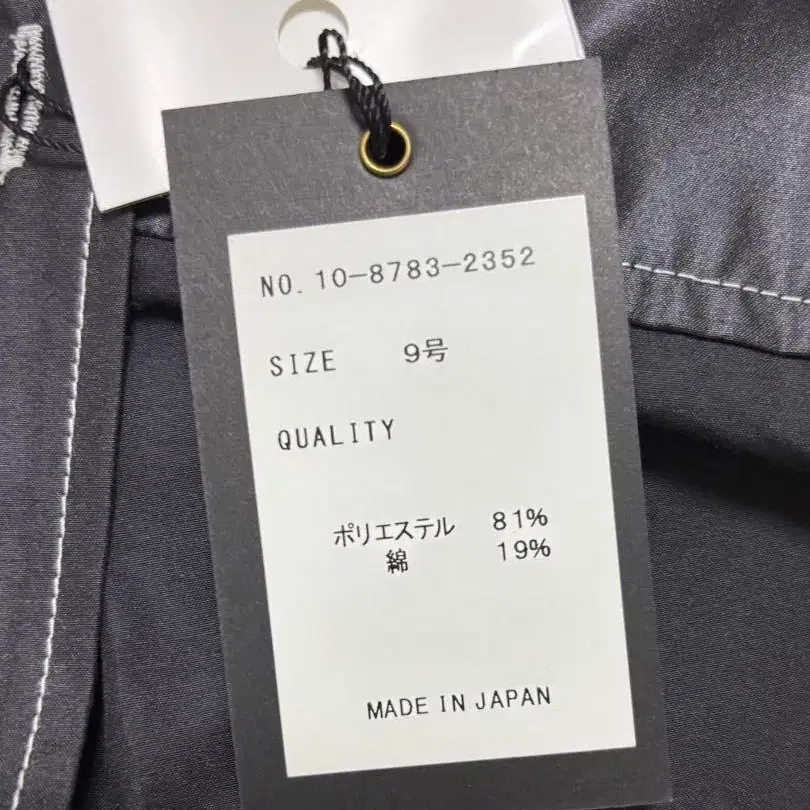 NO. 10-8783-2352
SIZE 9号
QUALITY
ポリエステル 81%
綿 19%
MADE IN JAPAN